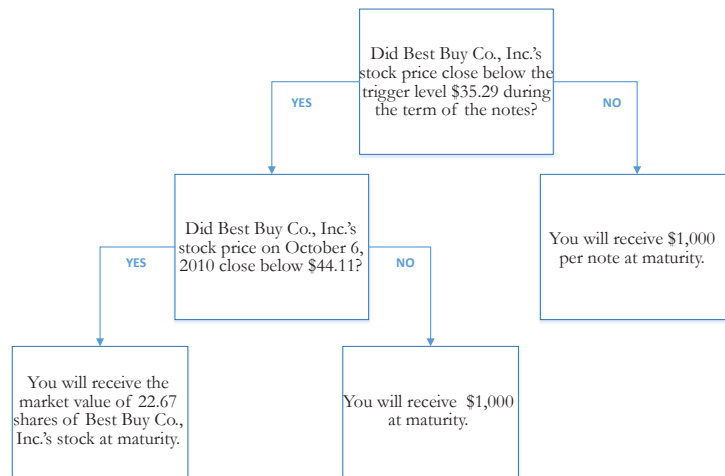 Did Best Buy Co., Inc.'s
stock price close below the
trigger level $35.29 during
the term of the notes?
YES
NO
Did Best Buy Co., Inc.'s
stock price on October 6,
2010 close below $44.11?
You will receive $1,000
per note at maturity.
YES
NO
You will receive the
market value of 22.67
shares of Best Buy Co.,
Inc.'s stock at maturity.
You will receive $1,000
at maturity.